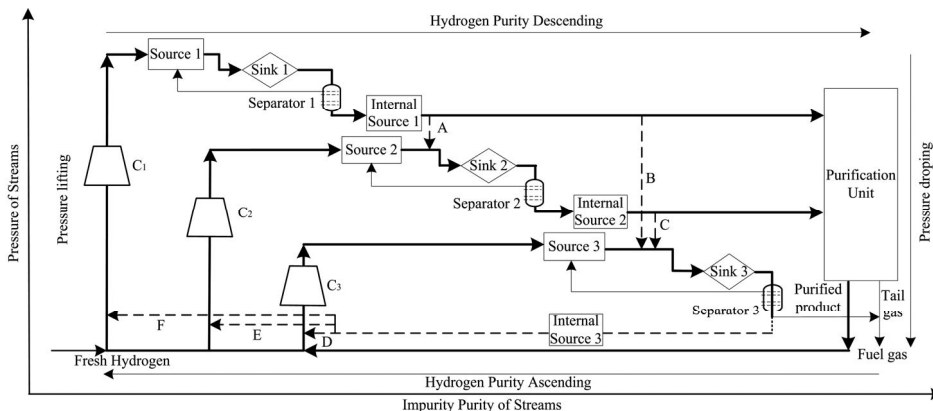 Hydrogen Purity Descending
Source 1
Sink 1
Separator 1
Internal
Source 1
A
Pressure of Streams
Pressure lifting
C1
Source 2
Sink 2
Separator 2
B
Purification
Unit
Pressure droping
C2
Internal
Source 2
C
Source 3
Sink 3
C3
Separator 3
Purified
product
Tail
gas
F
E
D
Internal
Source 3
Fresh Hydrogen
Fuel gas
Hydrogen Purity Ascending
Impurity Purity of Streams